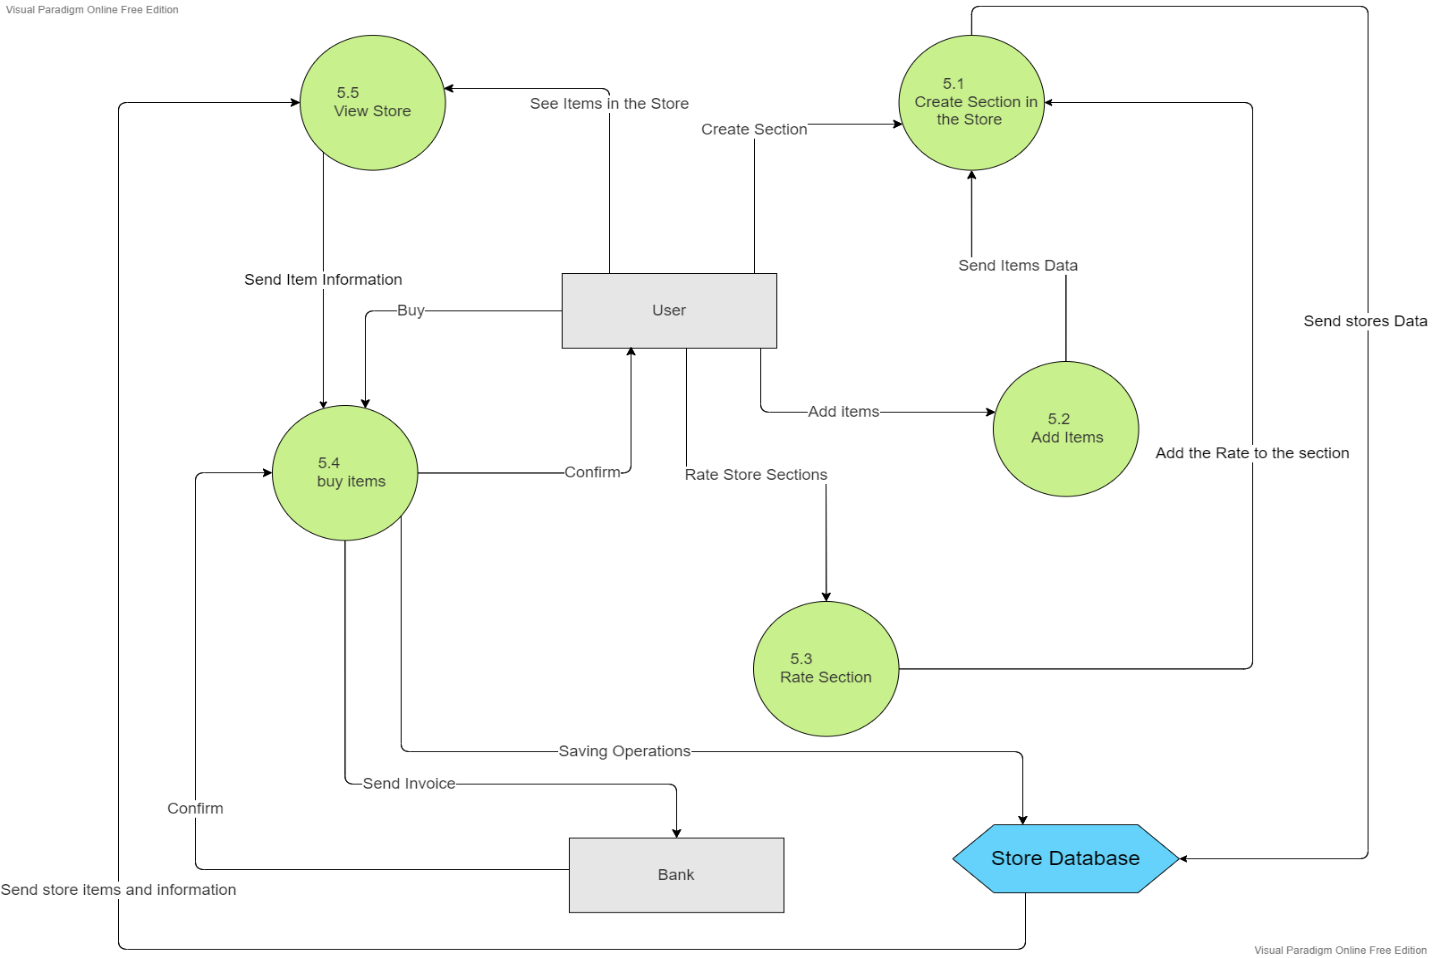 Visual Paradigm Online Free Edition
5.5
View Store
See Items in the Store
5.1
Create Section in
the Store
Create Section
Send Item Information
Send Items Data
User
Buy
Send stores Data
Add items
5.2
Add Items
Add the Rate to the section
5.4
buy items
Confirm
Rate Store Sections
5.3
Rate Section
Saving Operations
Send Invoice
Confirm
Store Database
Bank
Send store items and information
Visual Paradigm Online Free Edition